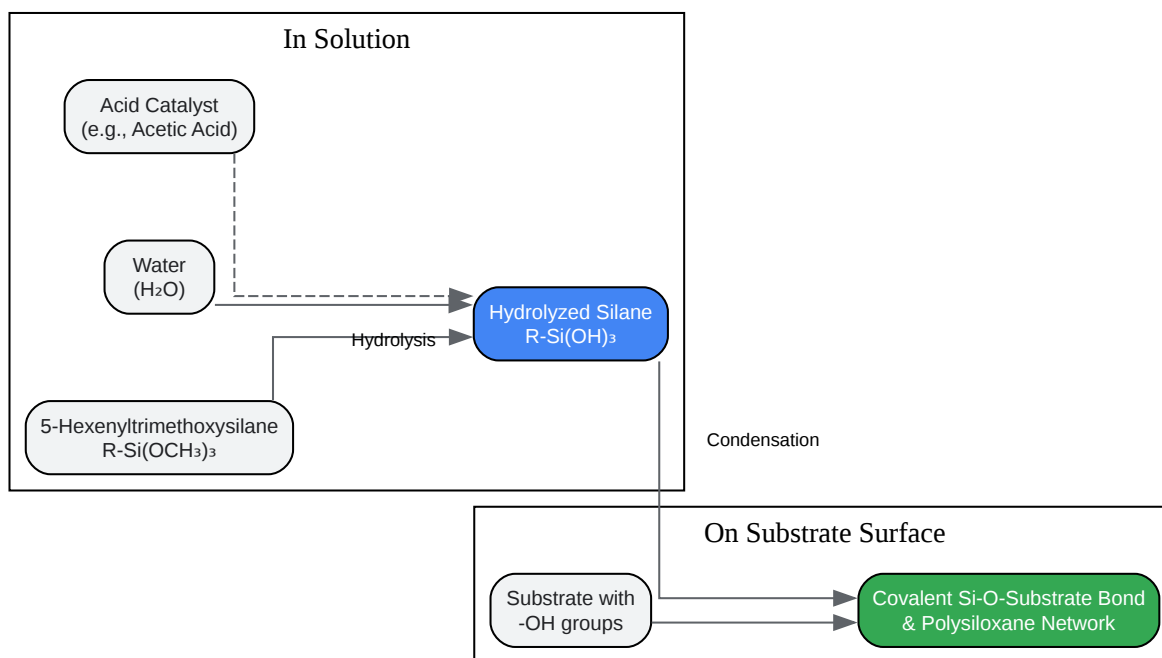 In Solution
Acid Catalyst
(e.g., Acetic Acid)
Water
(H₂O)
Hydrolyzed Silane
R-Si(OH)₃
Hydrolysis
5-Hexenyltrimethoxysilane
R-Si(OCH₃)₃
Condensation
On Substrate Surface
Substrate with
-OH groups
Covalent Si-O-Substrate Bond
& Polysiloxane Network